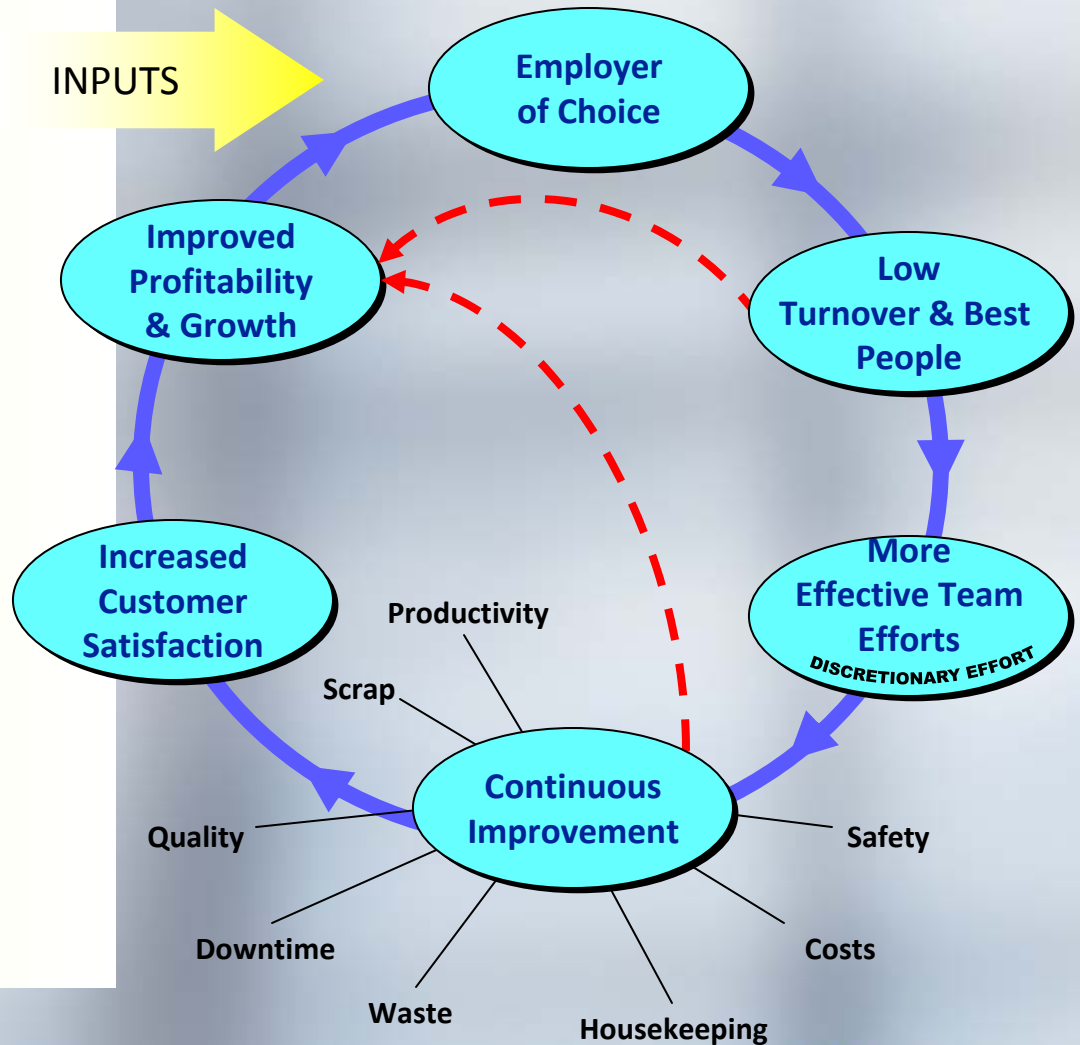 INPUTS
Employer
of Choice
Improved
Profitability
& Growth
Low
Turnover & Best
People
Increased
Customer
Satisfaction
More
Effective Team
Efforts
DISCRETIONARY EFFORT
Productivity
Scrap
Continuous
Improvement
Quality
Safety
Downtime
Costs
Waste
Housekeeping